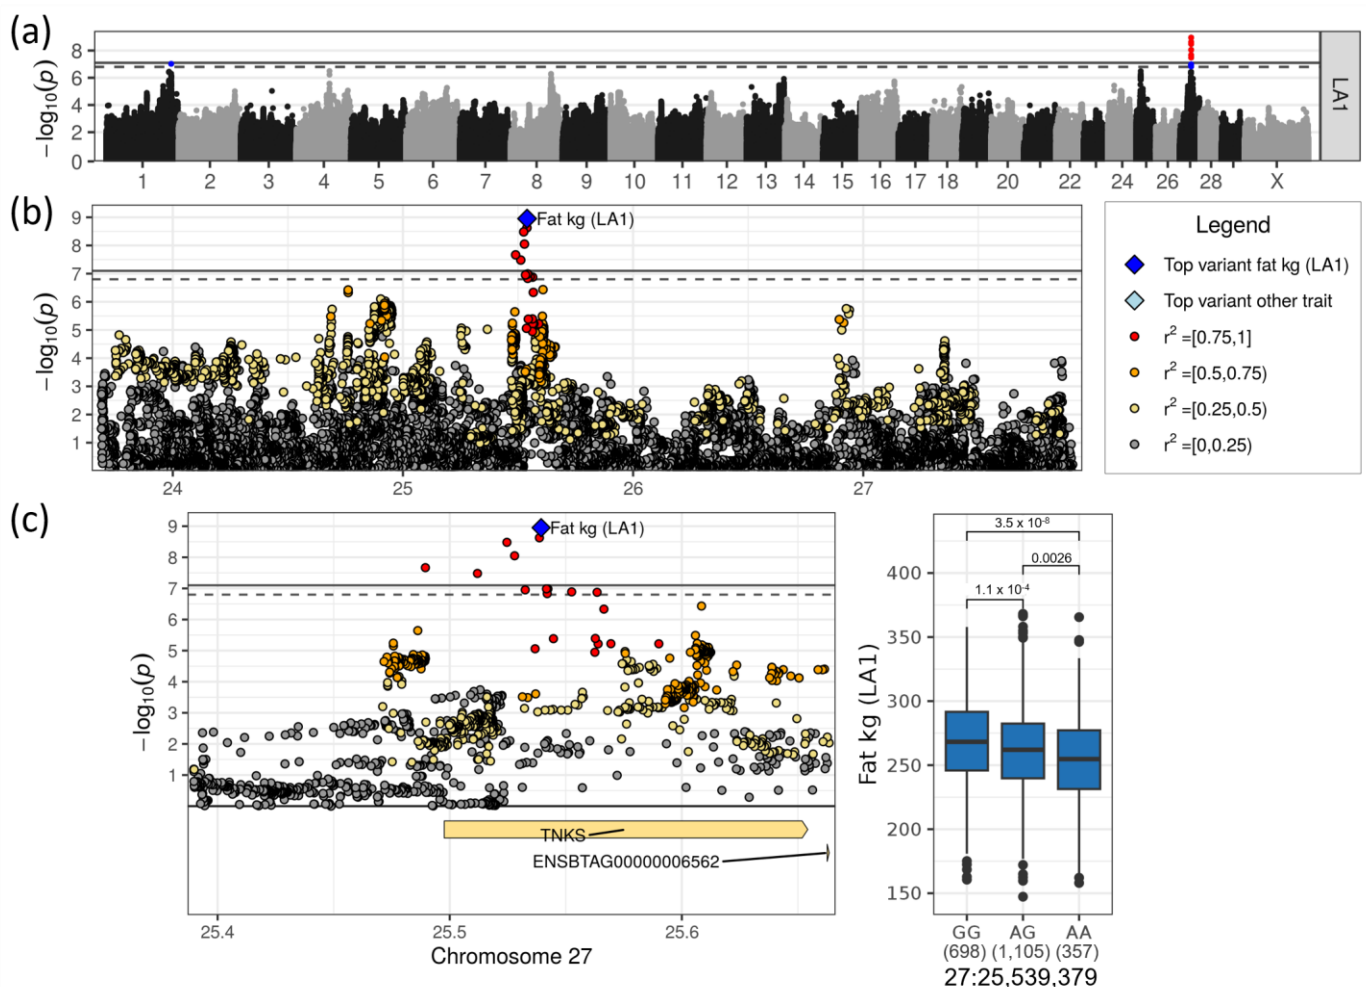 (a)
8
6
4
2
0
−log₁₀(p)
LA1
1 2 3 4 5 6 7 8 9 10 11 12 13 14 15 16 17 18 20 22 24 26 28 X
(b)
9
8
7
6
5
4
3
2
1
−log₁₀(p)
Fat kg (LA1)
24 25 26 27
Legend
Top variant fat kg (LA1)
Top variant other trait
r² =[0.75,1]
r² =[0.5,0.75)
r² =[0.25,0.5)
r² =[0,0.25)
(c)
9
8
7
6
5
4
3
2
1
−log₁₀(p)
Fat kg (LA1)
TNKS
ENSBTAG00000006562
25.4 25.5 25.6
Chromosome 27
3.5 x 10⁻⁸
0.0026
1.1 x 10⁻⁴
400
350
300
250
200
150
Fat kg (LA1)
GG AG AA
(698) (1,105) (357)
27:25,539,379